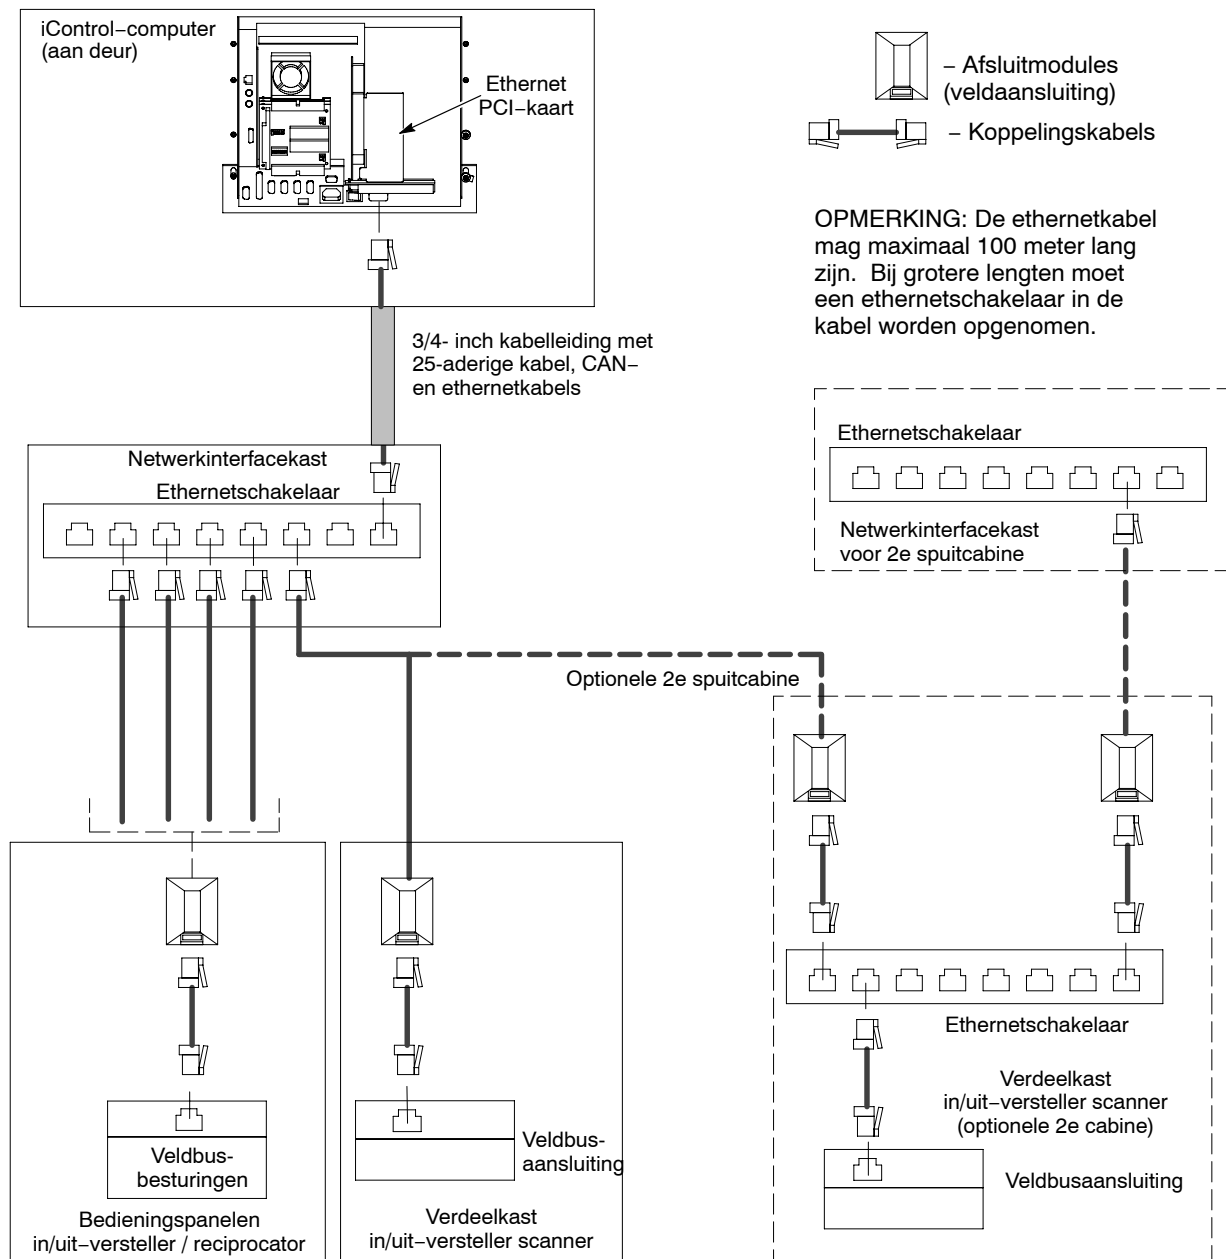 iControl–computer
(aan deur)
Ethernet
PCI–kaart
– Afsluitmodules
(veldaansluiting)
– Koppelingskabels
OPMERKING: De ethernetkabel
mag maximaal 100 meter lang
zijn. Bij grotere lengten moet
een ethernetschakelaar in de
kabel worden opgenomen.
3/4- inch kabelleiding met
25-aderige kabel, CAN–
en ethernetkabels
Netwerkinterfacekast
Ethernetschakelaar
Ethernetschakelaar
Netwerkinterfacekast
voor 2e spuitcabine
Optionele 2e spuitcabine
Ethernetschakelaar
Verdeelkast
in/uit–versteller scanner
(optionele 2e cabine)
Veldbusaansluiting
Veldbus-
besturingen
Bedieningspanelen
in/uit–versteller / reciprocator
Veldbus-
aansluiting
Verdeelkast
in/uit–versteller scanner